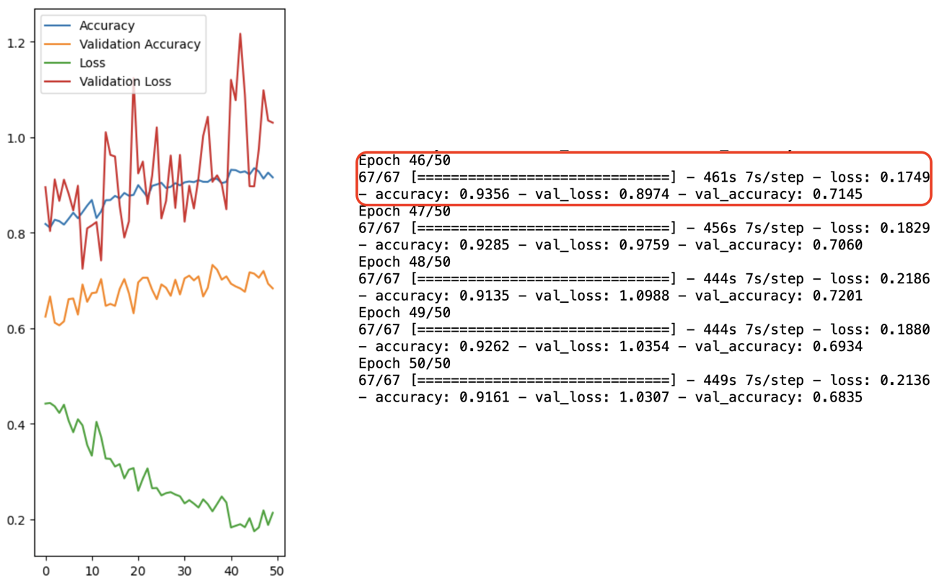 Accuracy
Validation Accuracy
Loss
Validation Loss
1.2
1.0
0.8
0.6
0.4
0.2
0 10 20 30 40 50
Epoch 46/50
67/67 [==============================] - 461s 7s/step - loss: 0.1749
- accuracy: 0.9356 - val_loss: 0.8974 - val_accuracy: 0.7145
Epoch 47/50
67/67 [==============================] - 456s 7s/step - loss: 0.1829
- accuracy: 0.9285 - val_loss: 0.9759 - val_accuracy: 0.7060
Epoch 48/50
67/67 [==============================] - 444s 7s/step - loss: 0.2186
- accuracy: 0.9135 - val_loss: 1.0988 - val_accuracy: 0.7201
Epoch 49/50
67/67 [==============================] - 444s 7s/step - loss: 0.1880
- accuracy: 0.9262 - val_loss: 1.0354 - val_accuracy: 0.6934
Epoch 50/50
67/67 [==============================] - 449s 7s/step - loss: 0.2136
- accuracy: 0.9161 - val_loss: 1.0307 - val_accuracy: 0.6835